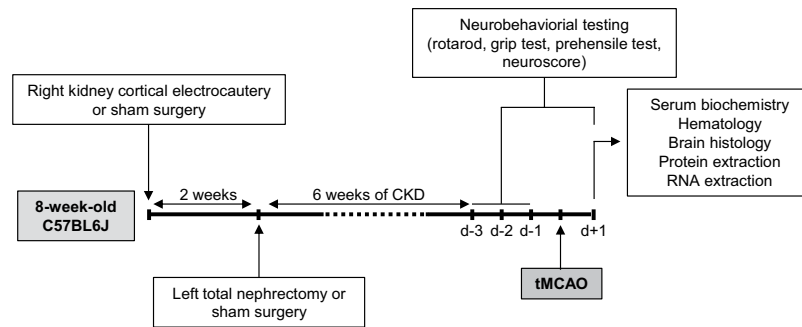 Neurobehaviorial testing
(rotarod, grip test, prehensile test,
neuroscore)
Right kidney cortical electrocautery
or sham surgery
Serum biochemistry
Hematology
Brain histology
Protein extraction
RNA extraction
2 weeks
6 weeks of CKD
8-week-old
C57BL6J
d-3
d-2
d-1
d+1
Left total nephrectomy or
sham surgery
tMCAO